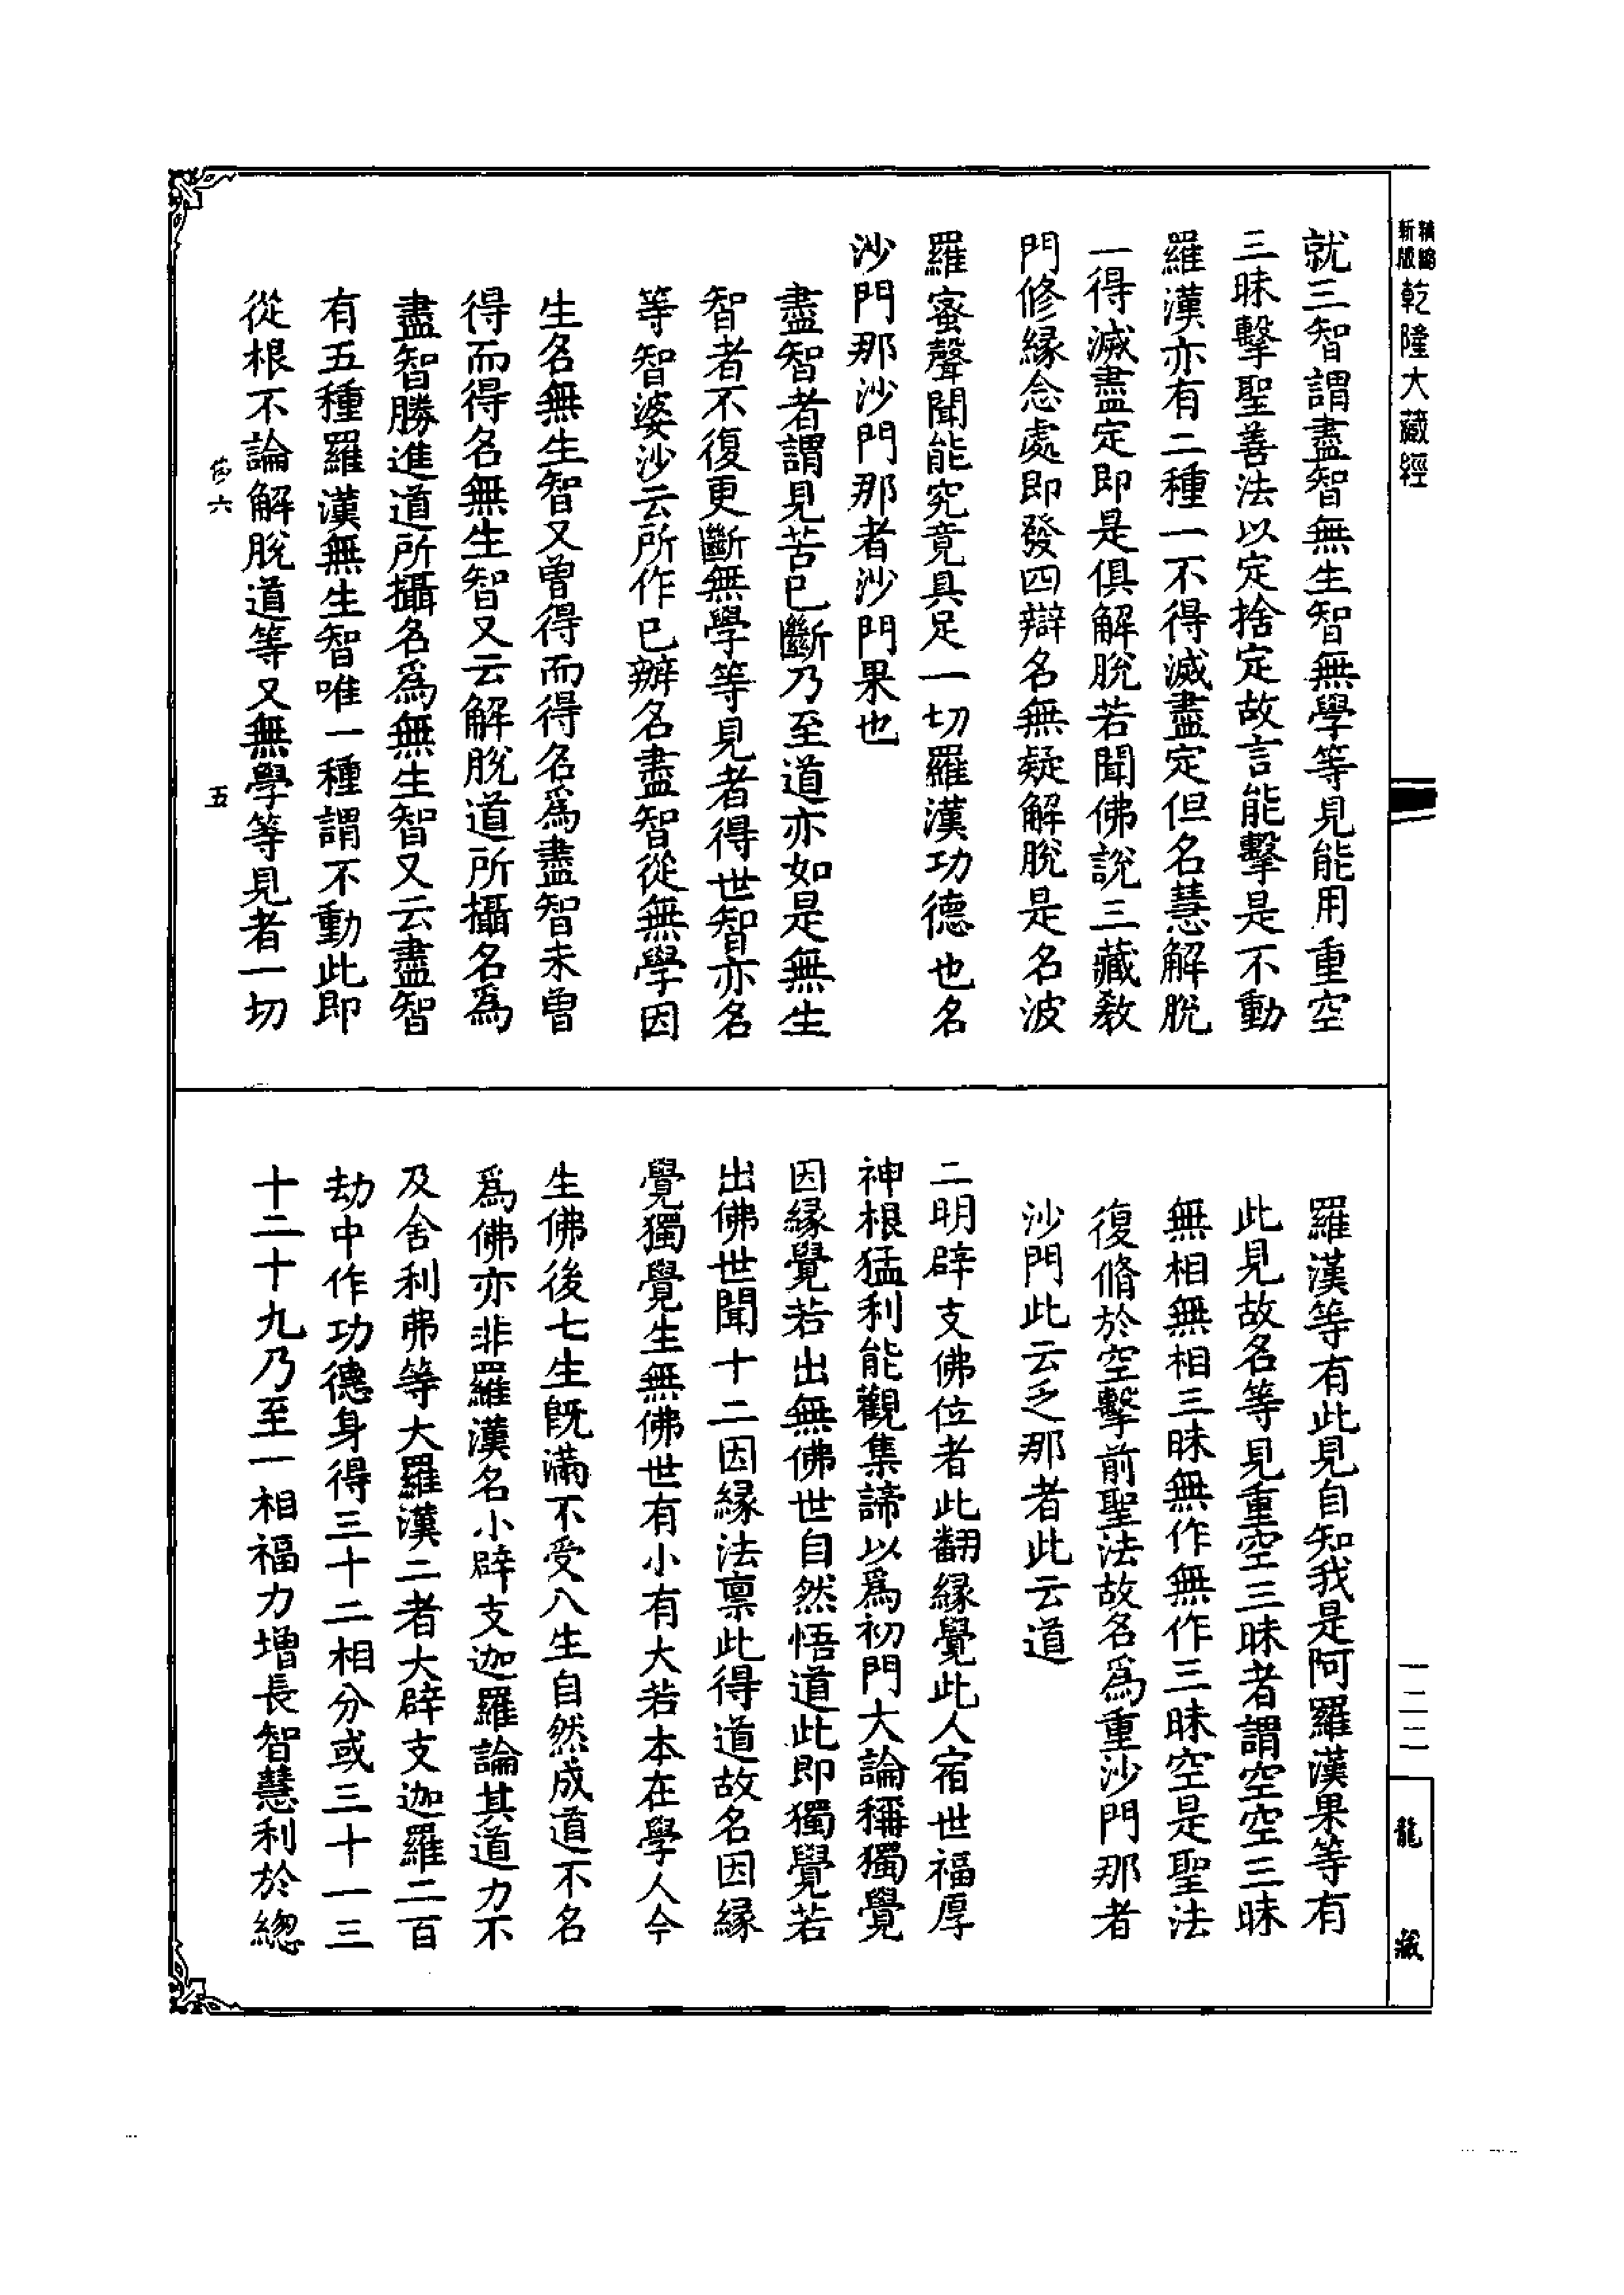 精縮
新版
乾隆大藏經
就三智謂盡智無生智無學等見能用重空
三昧擊聖善法以定捨定故言能擊是不動
羅漢亦有二種一不得滅盡定但名慧解脫
一得滅盡定即是俱解脫若聞佛說三藏教
門修緣念處即發四辯名無疑解脫是名波
羅蜜聲聞能究竟具足一切羅漢功德也名
沙門那沙門那者沙門果也
盡智者謂見苦已斷乃至道亦如是無生
智者不復更斷無學等見者得世智亦名
等智婆沙云所作已辦名盡智從無學因
生名無生智又曾得而得名為盡智未曾
得而得名無生智又云解脫道所攝名為
盡智勝進道所攝名為無生智又云盡智
有五種羅漢無生智唯一種謂不動此即
從根不論解脫道等又無學等見者一切
六
五
羅漢等有此見自知我是阿羅漢果等有
此見故名等見重空三昧者謂空空三昧
無相無相三昧無作無作三昧空是聖法
復脩於空擊前聖法故名為重沙門那者
沙門此云乏那者此云道
二明辟支佛位者此翻緣覺此人宿世福厚
神根猛利能觀集諦以為初門大論稱獨覺
因緣覺若出無佛世自然悟道此即獨覺若
出佛世聞十二因緣法稟此得道故名因緣
覺獨覺生無佛世有小有大若本在學人今
生佛後七生既滿不受八生自然成道不名
為佛亦非羅漢名小辟支迦羅論其道力不
及舍利弗等大羅漢二者大辟支迦羅二百
劫中作功德身得三十二相分或三十一三
十二十九乃至一相福力增長智慧利於總
一二二
龍藏